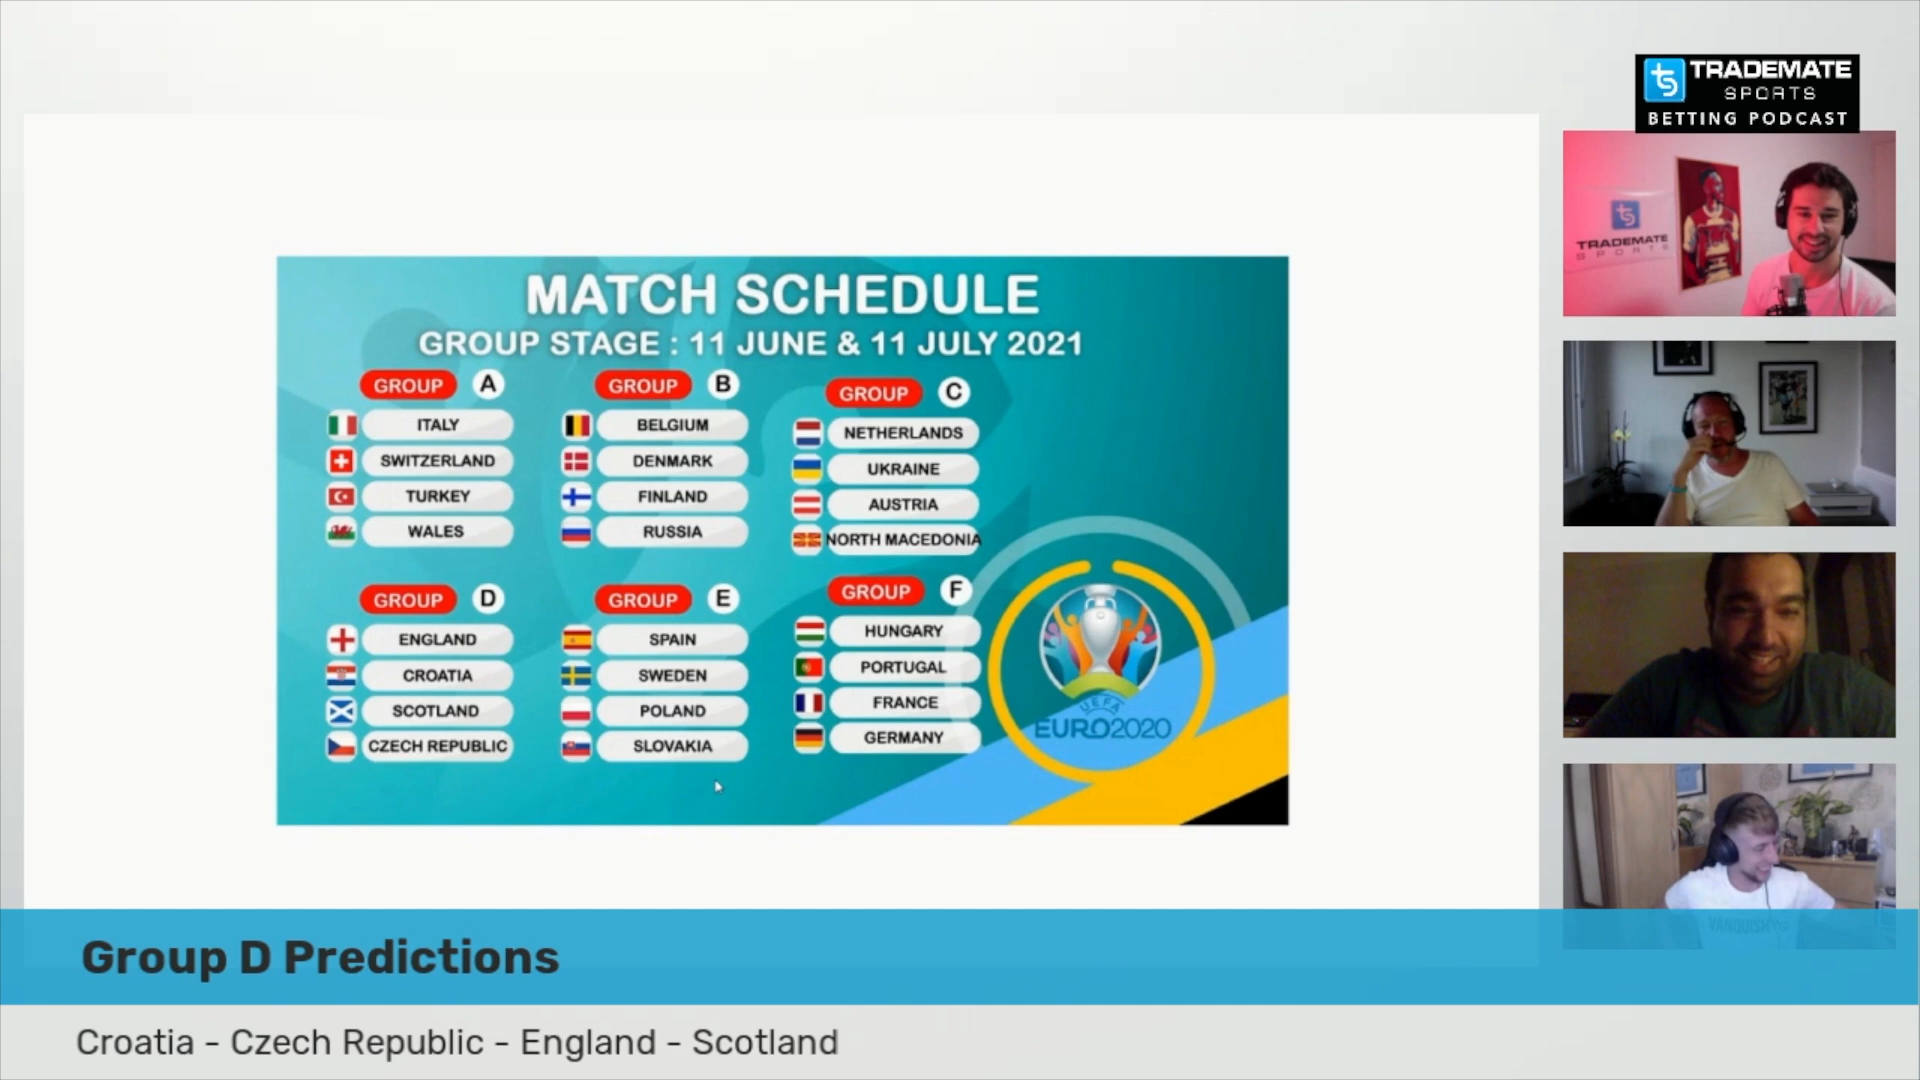 TRADEMATE
SPORTS
BETTING PODCAST
TRADEMATE
SPORTS
MATCH SCHEDULE
GROUP STAGE : 11 JUNE & 11 JULY 2021
GROUP A
ITALY
SWITZERLAND
TURKEY
WALES
GROUP B
BELGIUM
DENMARK
FINLAND
RUSSIA
GROUP C
NETHERLANDS
UKRAINE
AUSTRIA
NORTH MACEDONIA
GROUP D
ENGLAND
CROATIA
SCOTLAND
CZECH REPUBLIC
GROUP E
SPAIN
SWEDEN
POLAND
SLOVAKIA
GROUP F
HUNGARY
PORTUGAL
FRANCE
GERMANY
UEFA
EURO2020
Group D Predictions
Croatia - Czech Republic - England - Scotland